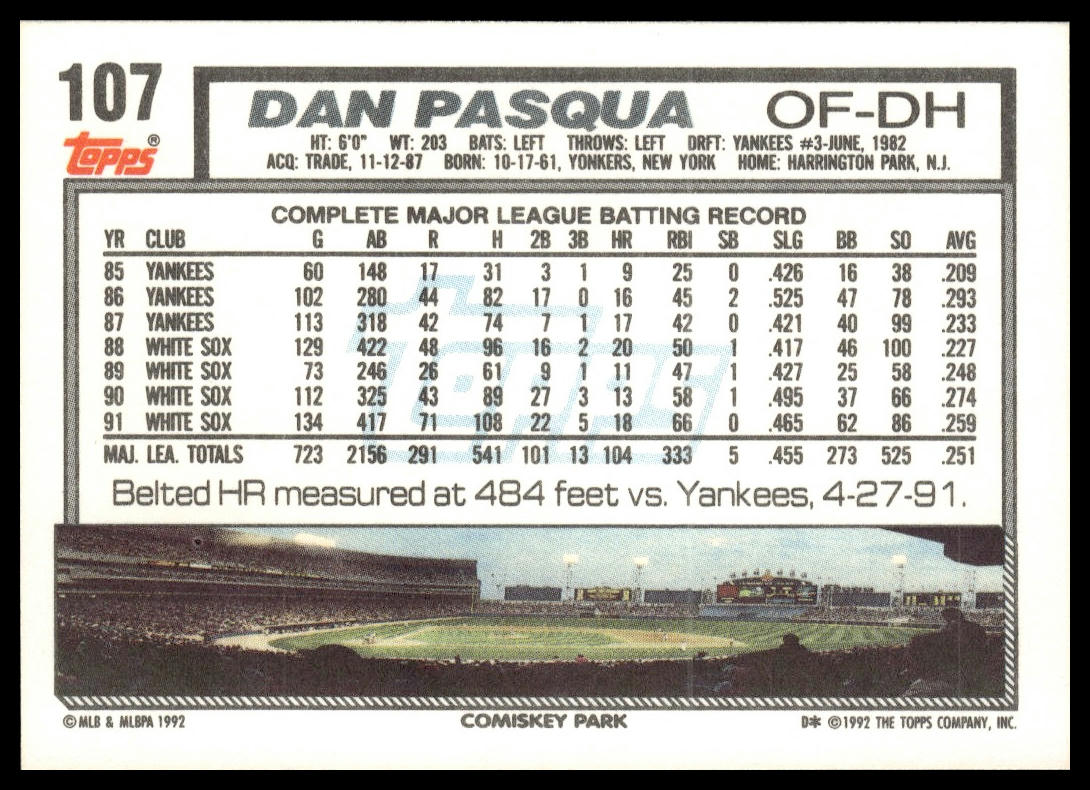 107
topps®
DAN PASQUA OF-DH
HT: 6'0" WT: 203 BATS: LEFT THROWS: LEFT DRFT: YANKEES #3-JUNE, 1982
ACQ: TRADE, 11-12-87 BORN: 10-17-61, YONKERS, NEW YORK HOME: HARRINGTON PARK, N.J.
COMPLETE MAJOR LEAGUE BATTING RECORD
YR CLUB G AB R H 2B 3B HR RBI SB SLG BB SO AVG
85 YANKEES 60 148 17 31 3 1 9 25 0 .426 16 38 .209
86 YANKEES 102 280 44 82 17 0 16 45 2 .525 47 78 .293
87 YANKEES 113 318 42 74 7 1 17 42 0 .421 40 99 .233
88 WHITE SOX 129 422 48 96 16 2 20 50 1 .417 46 100 .227
89 WHITE SOX 73 246 26 61 9 1 11 47 1 .427 25 58 .248
90 WHITE SOX 112 325 43 89 27 3 13 58 1 .495 37 66 .274
91 WHITE SOX 134 417 71 108 22 5 18 66 0 .465 62 86 .259
MAJ. LEA. TOTALS 723 2156 291 541 101 13 104 333 5 .455 273 525 .251
topps
Belted HR measured at 484 feet vs. Yankees, 4-27-91.
© MLB & MLBPA 1992 COMISKEY PARK D* © 1992 THE TOPPS COMPANY, INC.